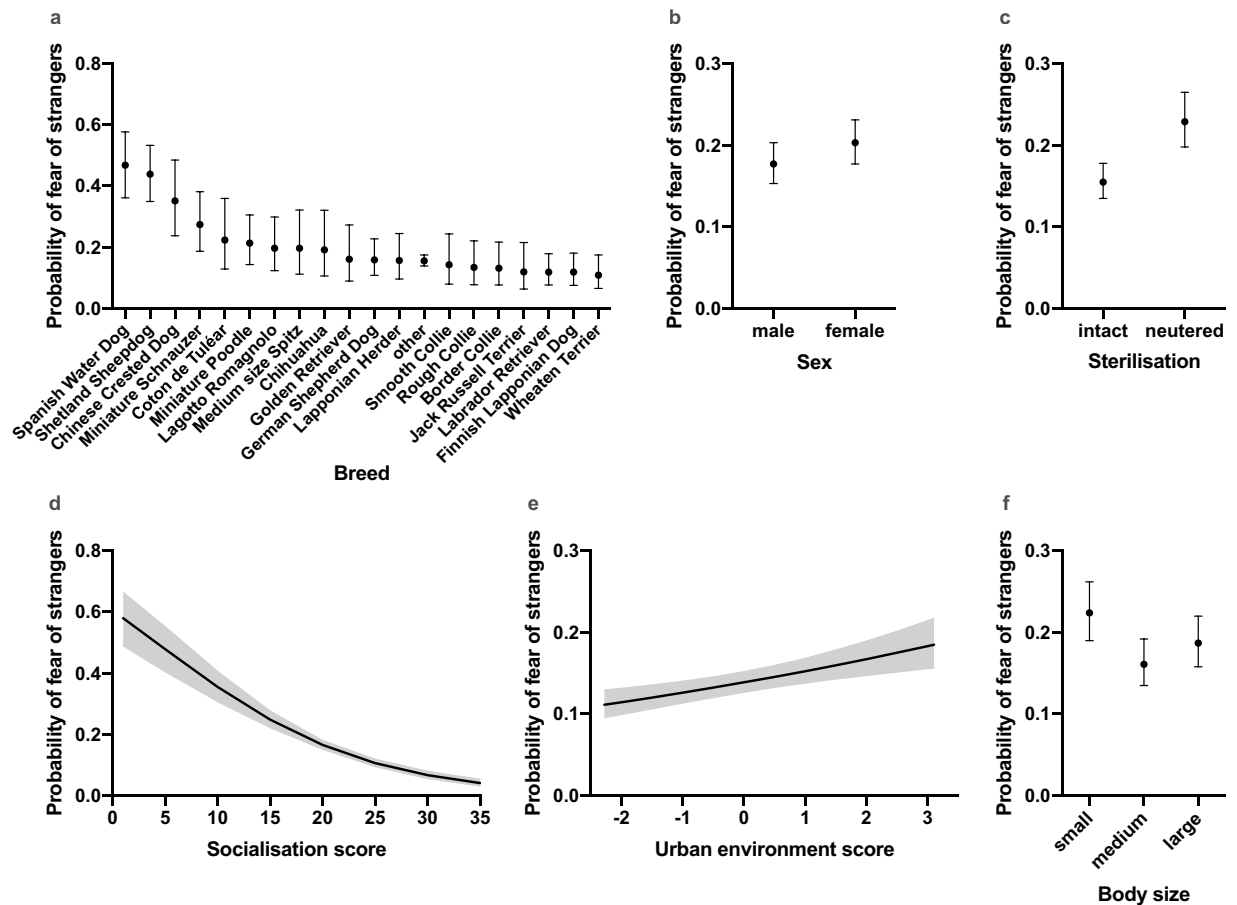 a
Probability of fear of strangers
0.8
0.6
0.4
0.2
0.0
Spanish Water Dog
Shetland Sheepdog
Chinese Crested Dog
Miniature Schnauzer
Coton de Tuléar
Miniature Poodle
Lagotto Romagnolo
Medium size Spitz
Chihuahua
Golden Retriever
German Shepherd Dog
Lapponian Herder
other
Smooth Collie
Rough Collie
Border Collie
Jack Russell Terrier
Labrador Retriever
Finnish Lapponian Dog
Wheaten Terrier
Breed
b
Probability of fear of strangers
0.3
0.2
0.1
0.0
male female
Sex
c
Probability of fear of strangers
0.3
0.2
0.1
0.0
intact neutered
Sterilisation
d
Probability of fear of strangers
0.8
0.6
0.4
0.2
0.0
0 5 10 15 20 25 30 35
Socialisation score
e
Probability of fear of strangers
0.3
0.2
0.1
0.0
-2 -1 0 1 2 3
Urban environment score
f
Probability of fear of strangers
0.3
0.2
0.1
0.0
small
medium
large
Body size